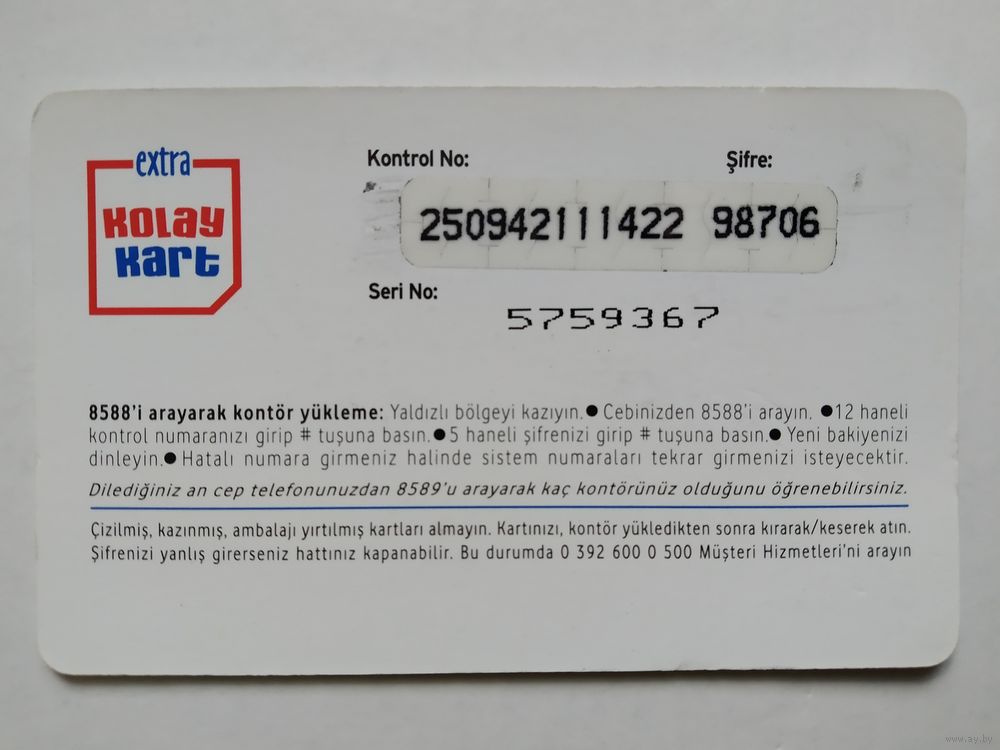 extra
KOLAY
Kart
Kontrol No: Şifre:
250942111422 98706
Seri No:
5759367
8588'i arayarak kontör yükleme: Yaldızlı bölgeyi kazıyın.● Cebinizden 8588'i arayın. ●12 haneli
kontrol numaranızı girip # tuşuna basın.● 5 haneli şifrenizi girip # tuşuna basın.● Yeni bakiyenizi
dinleyin.● Hatalı numara girmeniz halinde sistem numaraları tekrar girmenizi isteyecektir.
Dilediğiniz an cep telefonunuzdan 8589'u arayarak kaç kontörünüz olduğunu öğrenebilirsiniz.
Çizilmiş, kazınmış, ambalajı yırtılmış kartları almayın. Kartınızı, kontör yükledikten sonra kırarak/keserek atın.
Şifrenizi yanlış girerseniz hattınız kapanabilir. Bu durumda 0 392 600 0 500 Müşteri Hizmetleri'ni arayın
www.ay.by